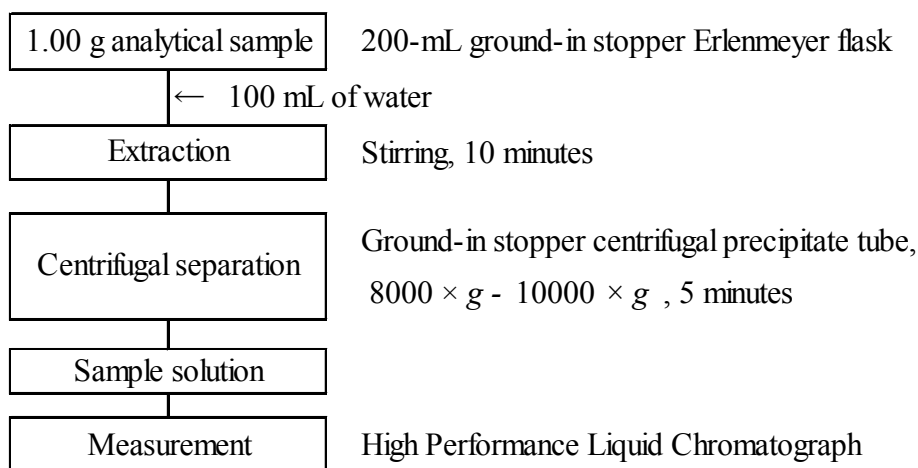 1.00 g analytical sample 200-mL ground-in stopper Erlenmeyer flask
← 100 mL of water
Extraction Stirring, 10 minutes
Centrifugal separation Ground-in stopper centrifugal precipitate tube,
8000 × g - 10000 × g , 5 minutes
Sample solution
Measurement High Performance Liquid Chromatograph